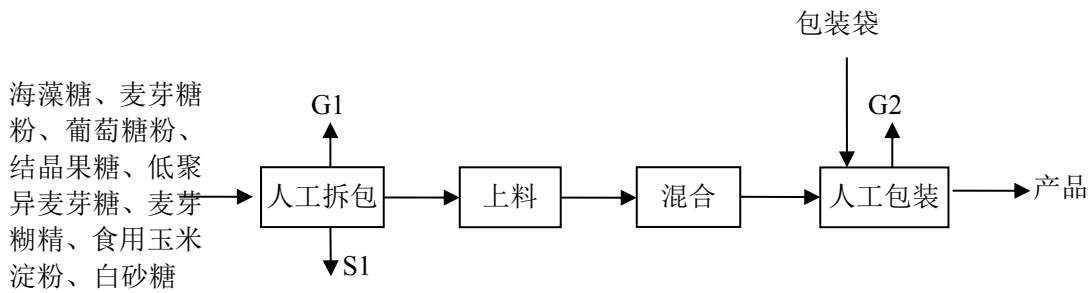 包装袋
海藻糖、麦芽糖
粉、葡萄糖粉、
结晶果糖、低聚
异麦芽糖、麦芽
糊精、食用玉米
淀粉、白砂糖
G1
人工拆包
S1
上料
混合
G2
人工包装
产品